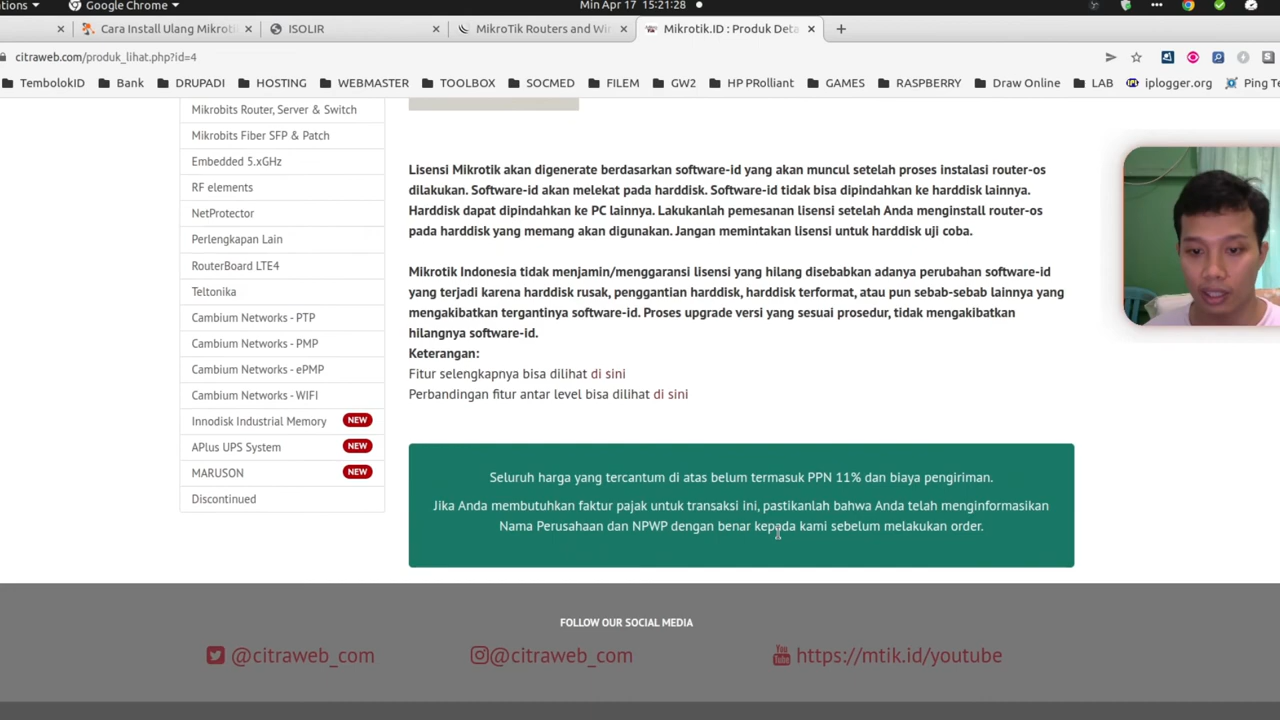 ations
Google Chrome
Min Apr 17 15:21:28
Cara Install Ulang Mikroti
ISOLIR
MikroTik Routers and Wir
Mikrotik.ID : Produk Deta
citraweb.com/produk_lihat.php?id=4
TembolokID
Bank
DRUPADI
HOSTING
WEBMASTER
TOOLBOX
SOCMED
FILEM
GW2
HP PRolliant
GAMES
RASPBERRY
Draw Online
LAB
iplogger.org
Ping Te
Mikrobits Router, Server & Switch
Mikrobits Fiber SFP & Patch
Embedded 5.xGHz
RF elements
NetProtector
Perlengkapan Lain
RouterBoard LTE4
Teltonika
Cambium Networks - PTP
Cambium Networks - PMP
Cambium Networks - ePMP
Cambium Networks - WIFI
Innodisk Industrial Memory NEW
APlus UPS System NEW
MARUSON NEW
Discontinued
Lisensi Mikrotik akan digenerate berdasarkan software-id yang akan muncul setelah proses instalasi router-os
dilakukan. Software-id akan melekat pada harddisk. Software-id tidak bisa dipindahkan ke harddisk lainnya.
Harddisk dapat dipindahkan ke PC lainnya. Lakukanlah pemesanan lisensi setelah Anda menginstall router-os
pada harddisk yang memang akan digunakan. Jangan memintakan lisensi untuk harddisk uji coba.
Mikrotik Indonesia tidak menjamin/menggaransi lisensi yang hilang disebabkan adanya perubahan software-id
yang terjadi karena harddisk rusak, penggantian harddisk, harddisk terformat, atau pun sebab-sebab lainnya yang
mengakibatkan tergantinya software-id. Proses upgrade versi yang sesuai prosedur, tidak mengakibatkan
hilangnya software-id.
Keterangan:
Fitur selengkapnya bisa dilihat di sini
Perbandingan fitur antar level bisa dilihat di sini
Seluruh harga yang tercantum di atas belum termasuk PPN 11% dan biaya pengiriman.
Jika Anda membutuhkan faktur pajak untuk transaksi ini, pastikanlah bahwa Anda telah menginformasikan
Nama Perusahaan dan NPWP dengan benar kepada kami sebelum melakukan order.
FOLLOW OUR SOCIAL MEDIA
@citraweb_com
@citraweb_com
https://mtik.id/youtube